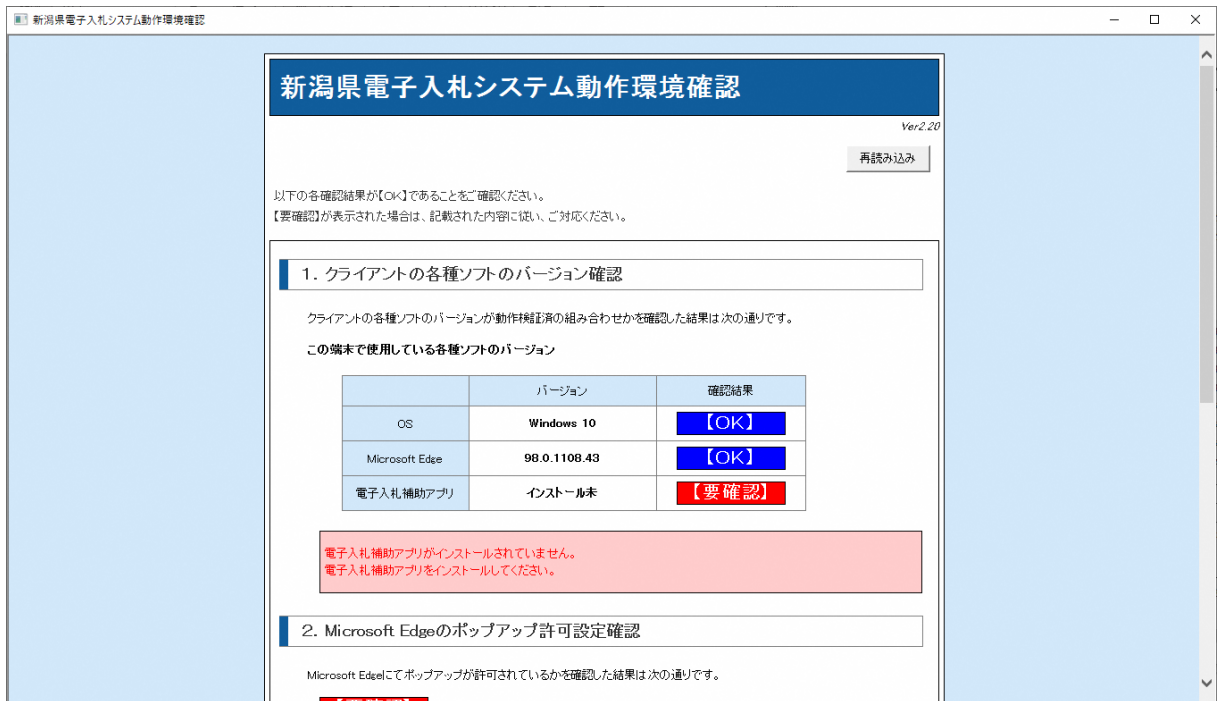 新潟県電子入札システム動作環境確認
新潟県電子入札システム動作環境確認
Ver2.20
再読み込み
以下の各確認結果が【OK】であることをご確認ください。
【要確認】が表示された場合は、記載された内容に従い、ご対応ください。
1. クライアントの各種ソフトのバージョン確認
クライアントの各種ソフトのバージョンが動作検証済の組み合わせかを確認した結果は次の通りです。
この端末で使用している各種ソフトのバージョン
バージョン 確認結果
OS Windows 10 【OK】
Microsoft Edge 98.0.1108.43 【OK】
電子入札補助アプリ インストール未 【要確認】
電子入札補助アプリがインストールされていません。
電子入札補助アプリをインストールしてください。
2. Microsoft Edgeのポップアップ許可設定確認
Microsoft Edgeにてポップアップが許可されているかを確認した結果は次の通りです。